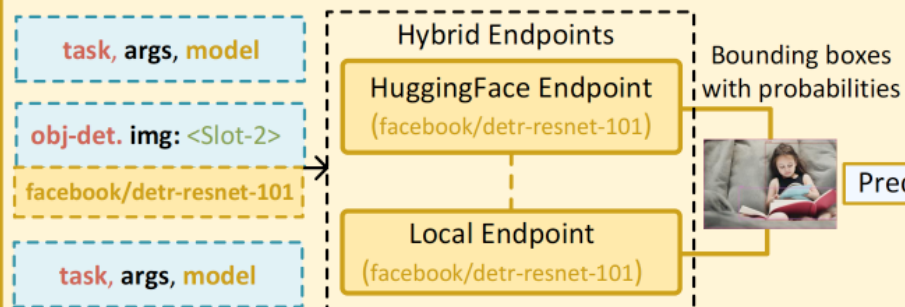 task, args, model
obj-det. img: <Slot-2>
facebook/detr-resnet-101
task, args, model
Hybrid Endpoints
HuggingFace Endpoint
(facebook/detr-resnet-101)
Local Endpoint
(facebook/detr-resnet-101)
Bounding boxes
with probabilities